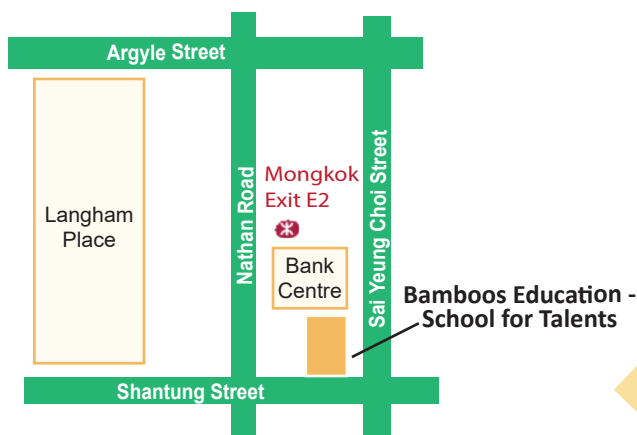 Argyle Street
Nathan Road
Sai Yeung Choi Street
Mongkok
Exit E2
Langham
Place
Bank
Centre
Bamboos Education -
School for Talents
Shantung Street